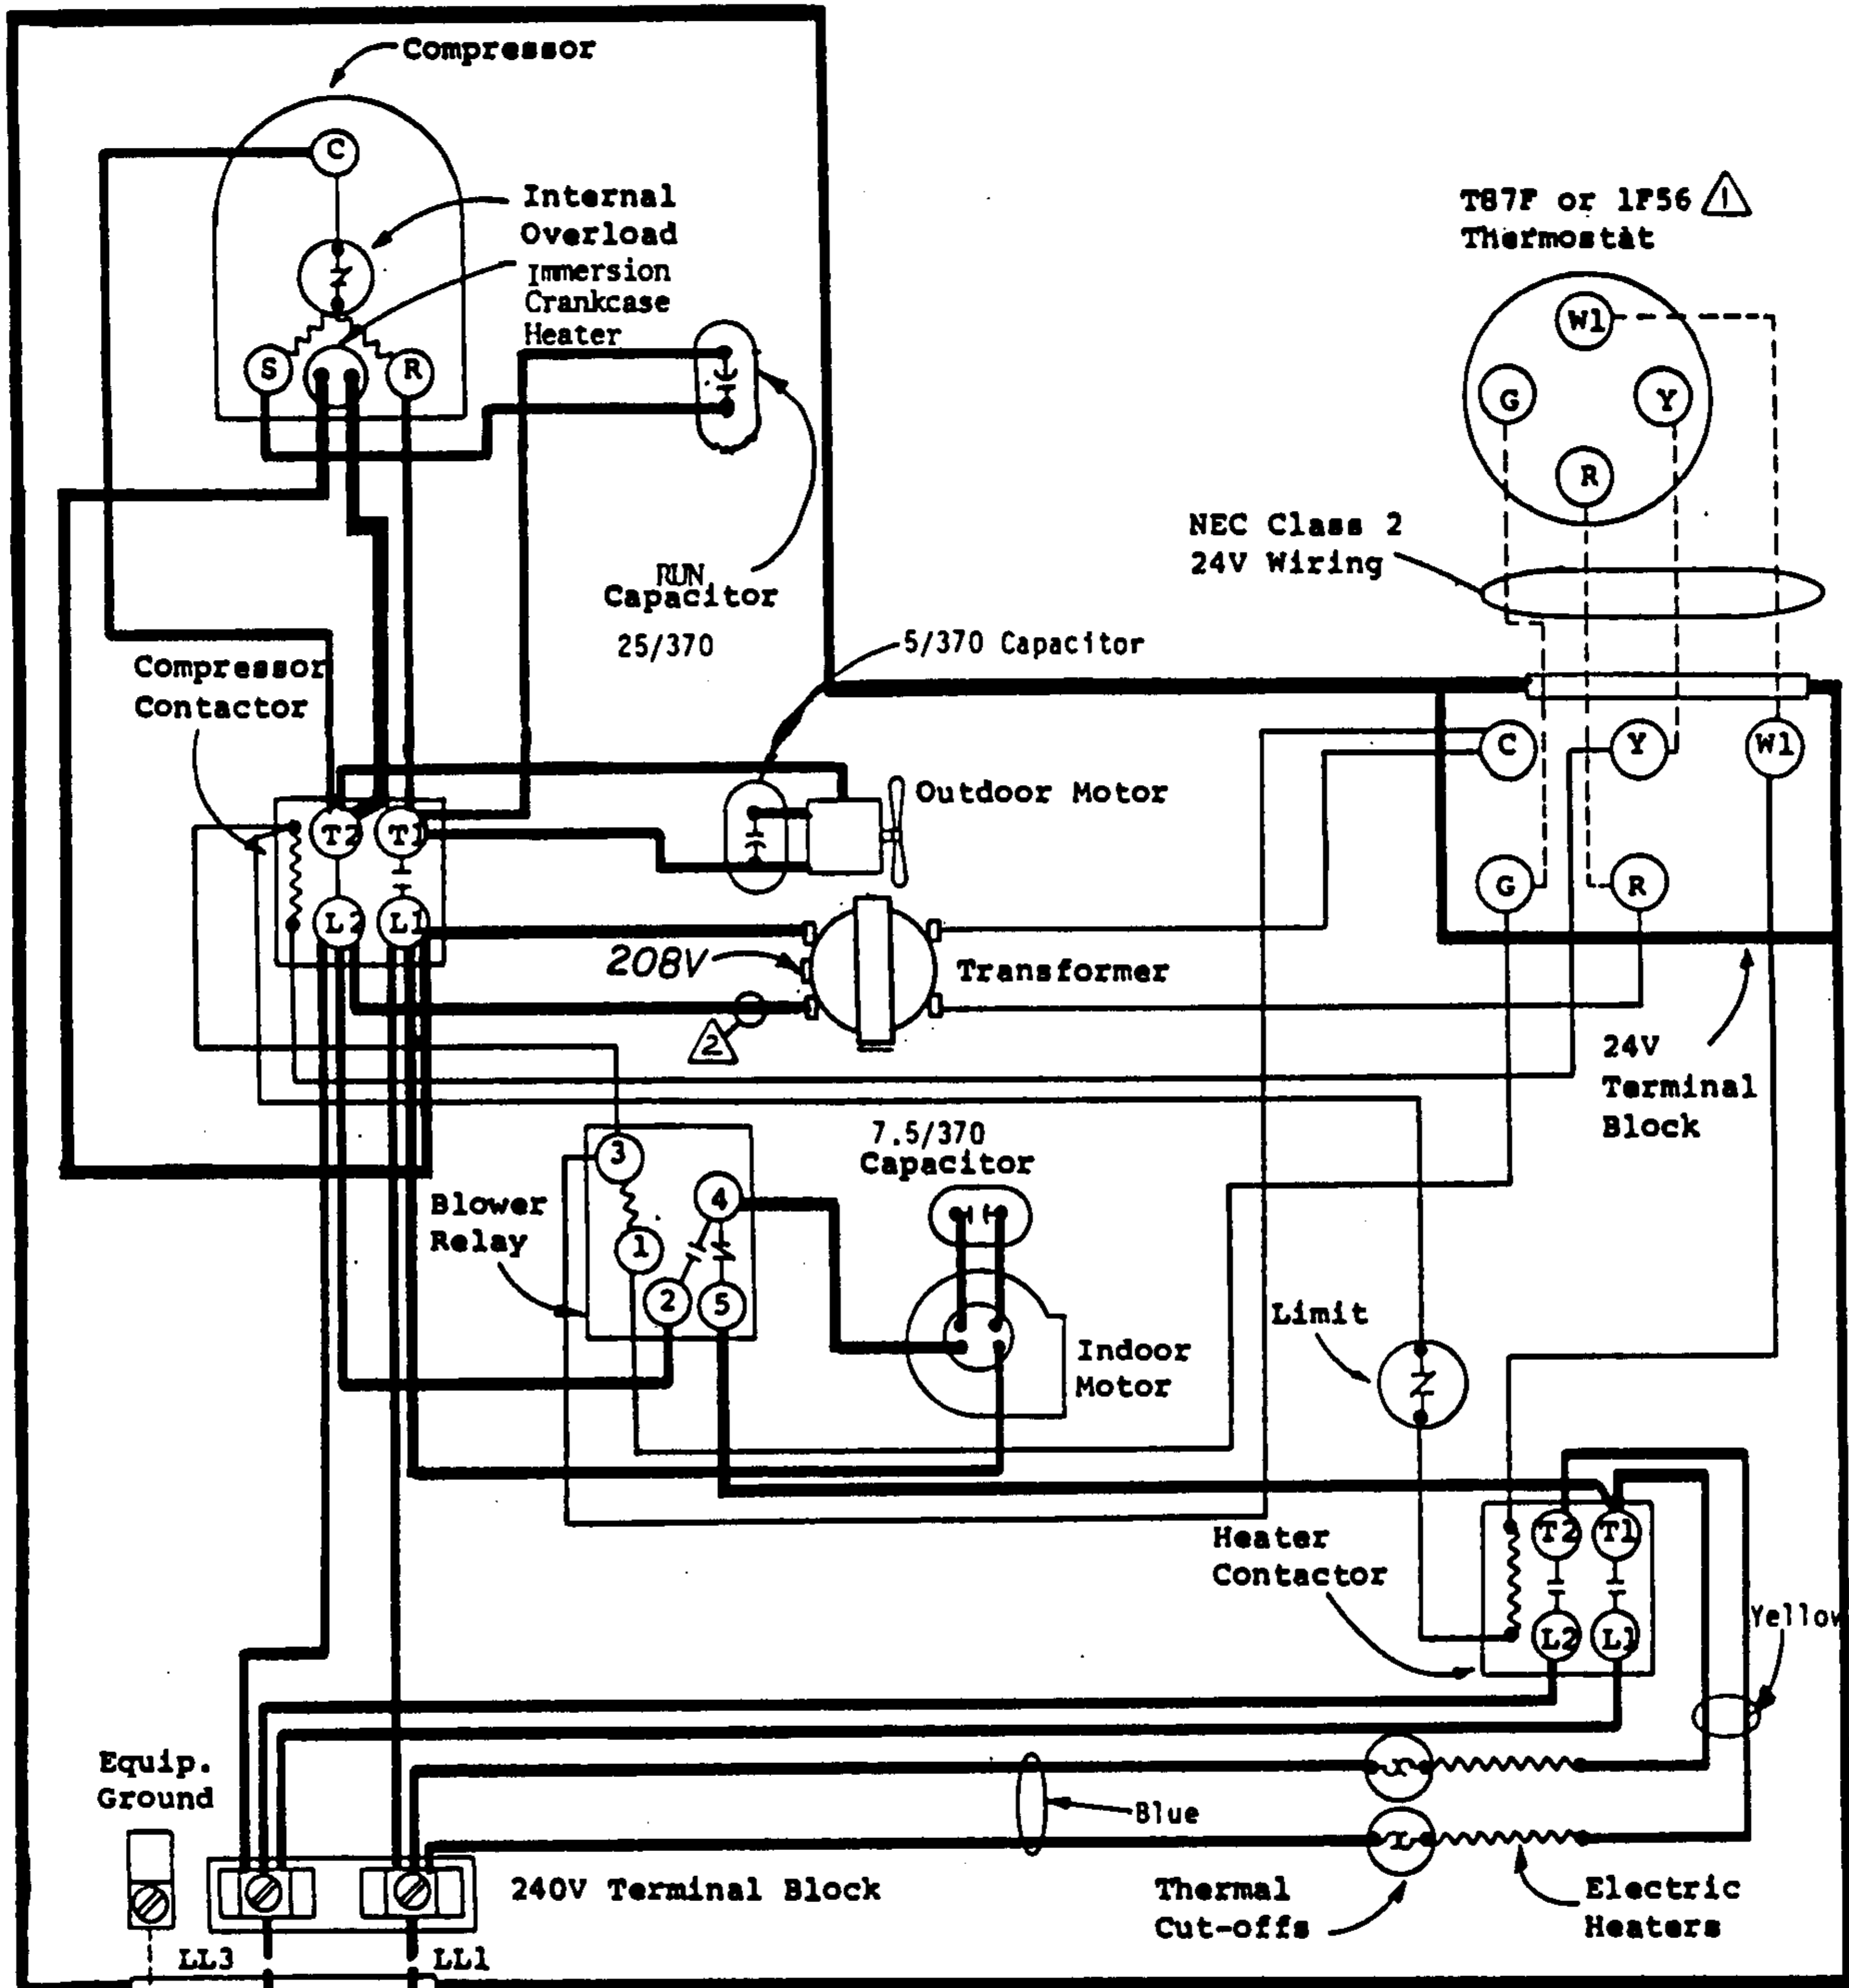 Compressor
C
Internal
Overload
Immersion
Crankcase
Heater
S
R
T87F or 1F56 1
Thermostat
W1
G
Y
R
NEC Class 2
24V Wiring
RUN
Capacitor
25/370
5/370 Capacitor
Compressor
Contactor
C
Y
W1
Outdoor Motor
T2
T1
G
R
L2
L1
208V
Transformer
2
24V
Terminal
Block
7.5/370
Capacitor
3
4
Blower
Relay
1
2
5
Limit
Indoor
Motor
Heater
Contactor
T2
T1
L2
L1
Yellow
Equip.
Ground
Blue
240V Terminal Block
Thermal
Cut-offs
Electric
Heaters
LL3
LL1